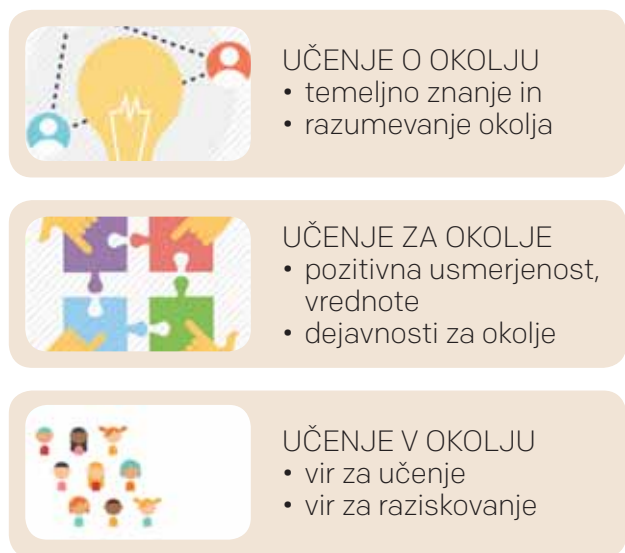 UČENJE O OKOLJU
• temeljno znanje in
• razumevanje okolja
UČENJE ZA OKOLJE
• pozitivna usmerjenost,
vrednote
• dejavnosti za okolje
UČENJE V OKOLJU
• vir za učenje
• vir za raziskovanje